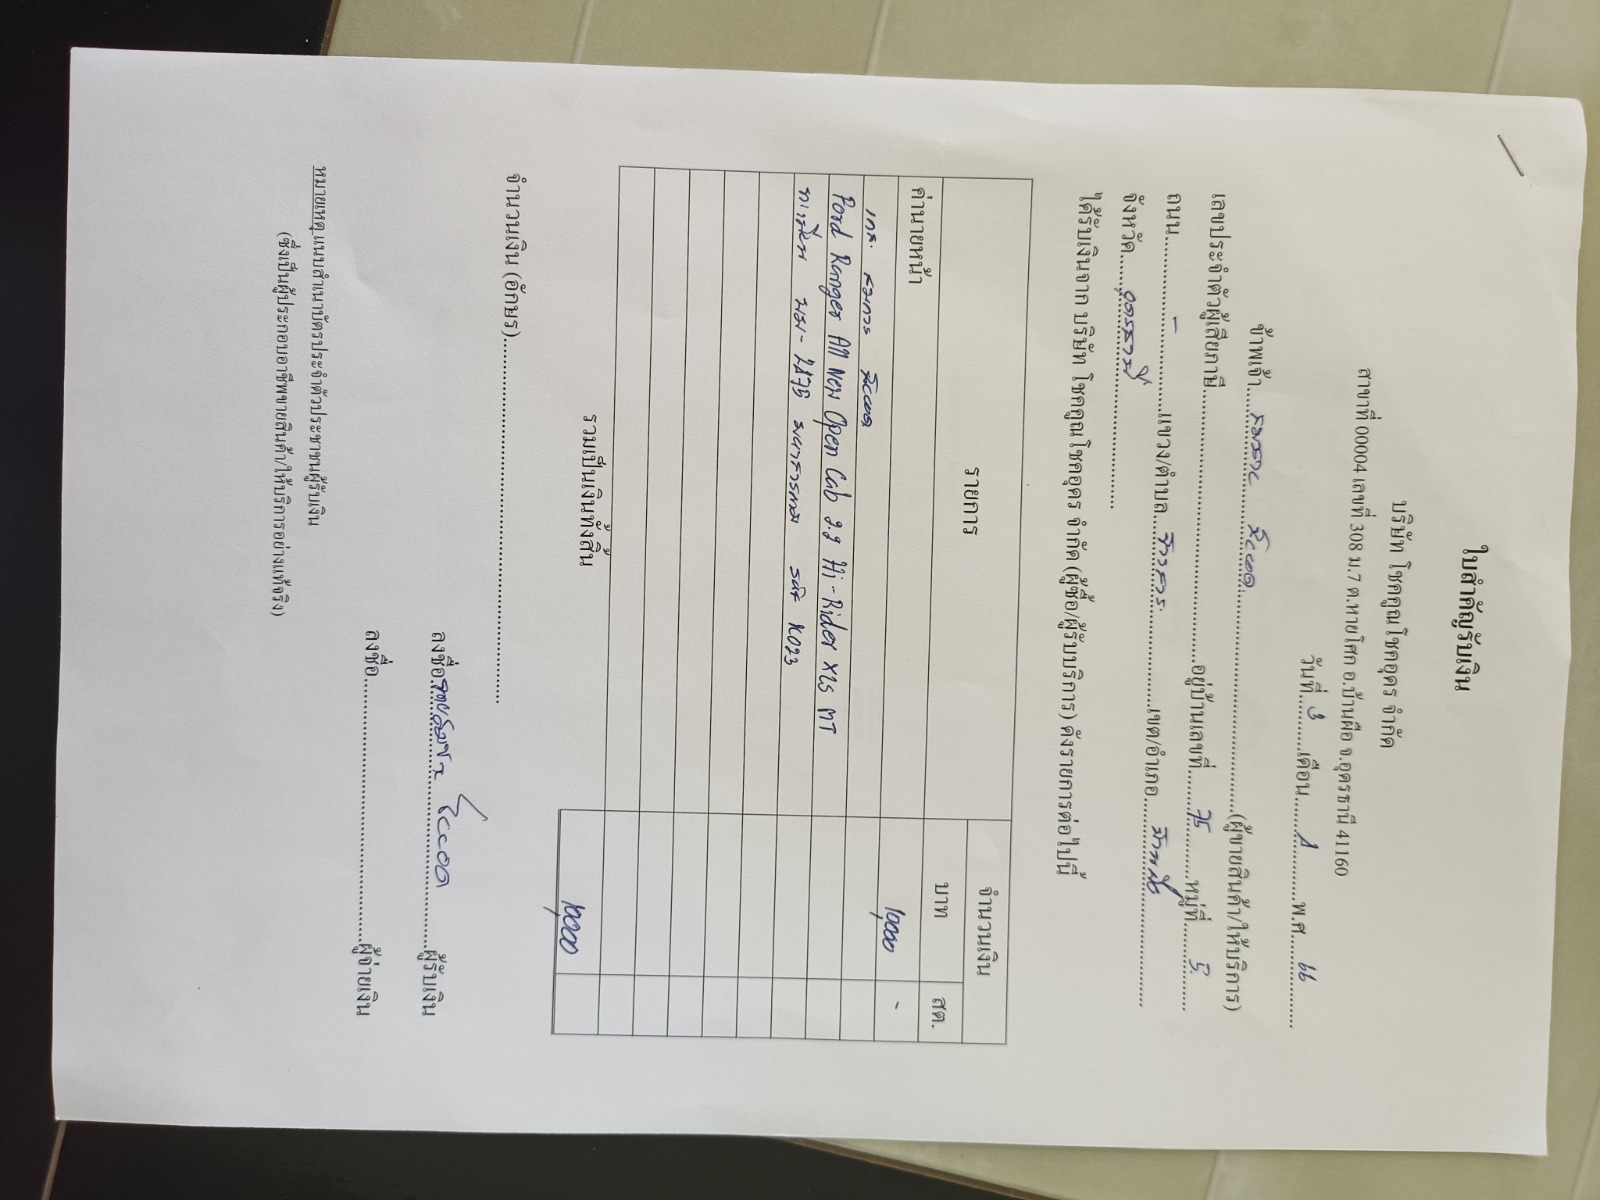 ใบสำคัญรับเงิน
บริษัท โชคคูณโชคอุดร จำกัด
สาขาที่ 00004 เลขที่ 308 ม.7 ต.หายโศก อ.บ้านผือ จ.อุดรธานี 41160
วันที่ 3 เดือน พ.ศ. 66
ข้าพเจ้า (ผู้ขายสินค้า/ให้บริการ)
เลขประจำตัวผู้เสียภาษี อยู่บ้านเลขที่ 75 หมู่ที่ 5
ถนน - แขวง/ตำบล เขต/อำเภอ
จังหวัด อุดรธานี
ได้รับเงินจาก บริษัท โชคคูณโชคอุดร จำกัด (ผู้ซื้อ/ผู้รับบริการ) ดังรายการต่อไปนี้
รายการ จำนวนเงิน
บาท สต.
ค่านายหน้า 10,000 -
Ford Ranger All New Open Cab 2.2 Hi-Rider XLS MT
รวมเป็นเงินทั้งสิ้น 10,000
จำนวนเงิน (อักษร)
ลงชื่อ ผู้รับเงิน
ลงชื่อ ผู้จ่ายเงิน
หมายเหตุ แนบสำเนาบัตรประจำตัวประชาชนผู้รับเงิน
(ซึ่งเป็นผู้ประกอบอาชีพขายสินค้า/ให้บริการอย่างแท้จริง)